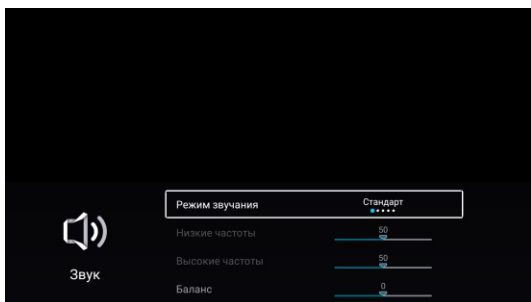 Режим звучания Стандарт
Низкие частоты 50
Высокие частоты 50
Звук
Баланс 0